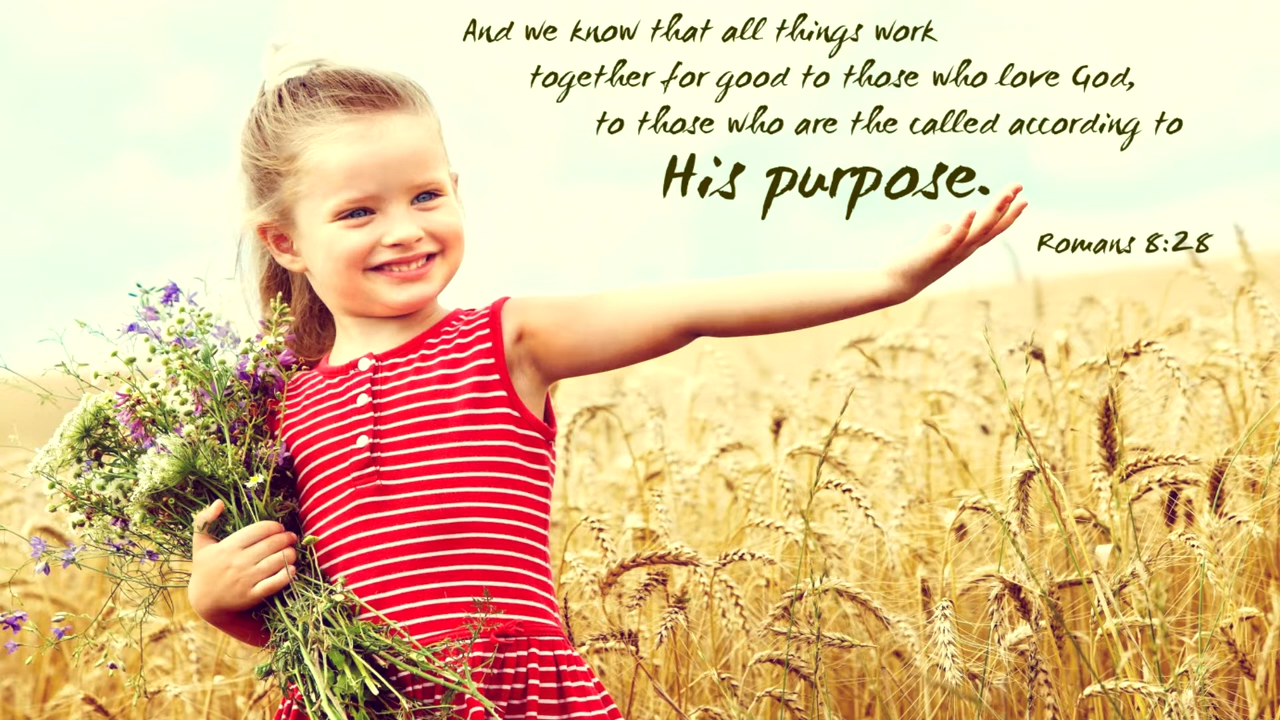 And we know that all things work
together for good to those who love God,
to those who are the called according to
His purpose.
Romans 8:28